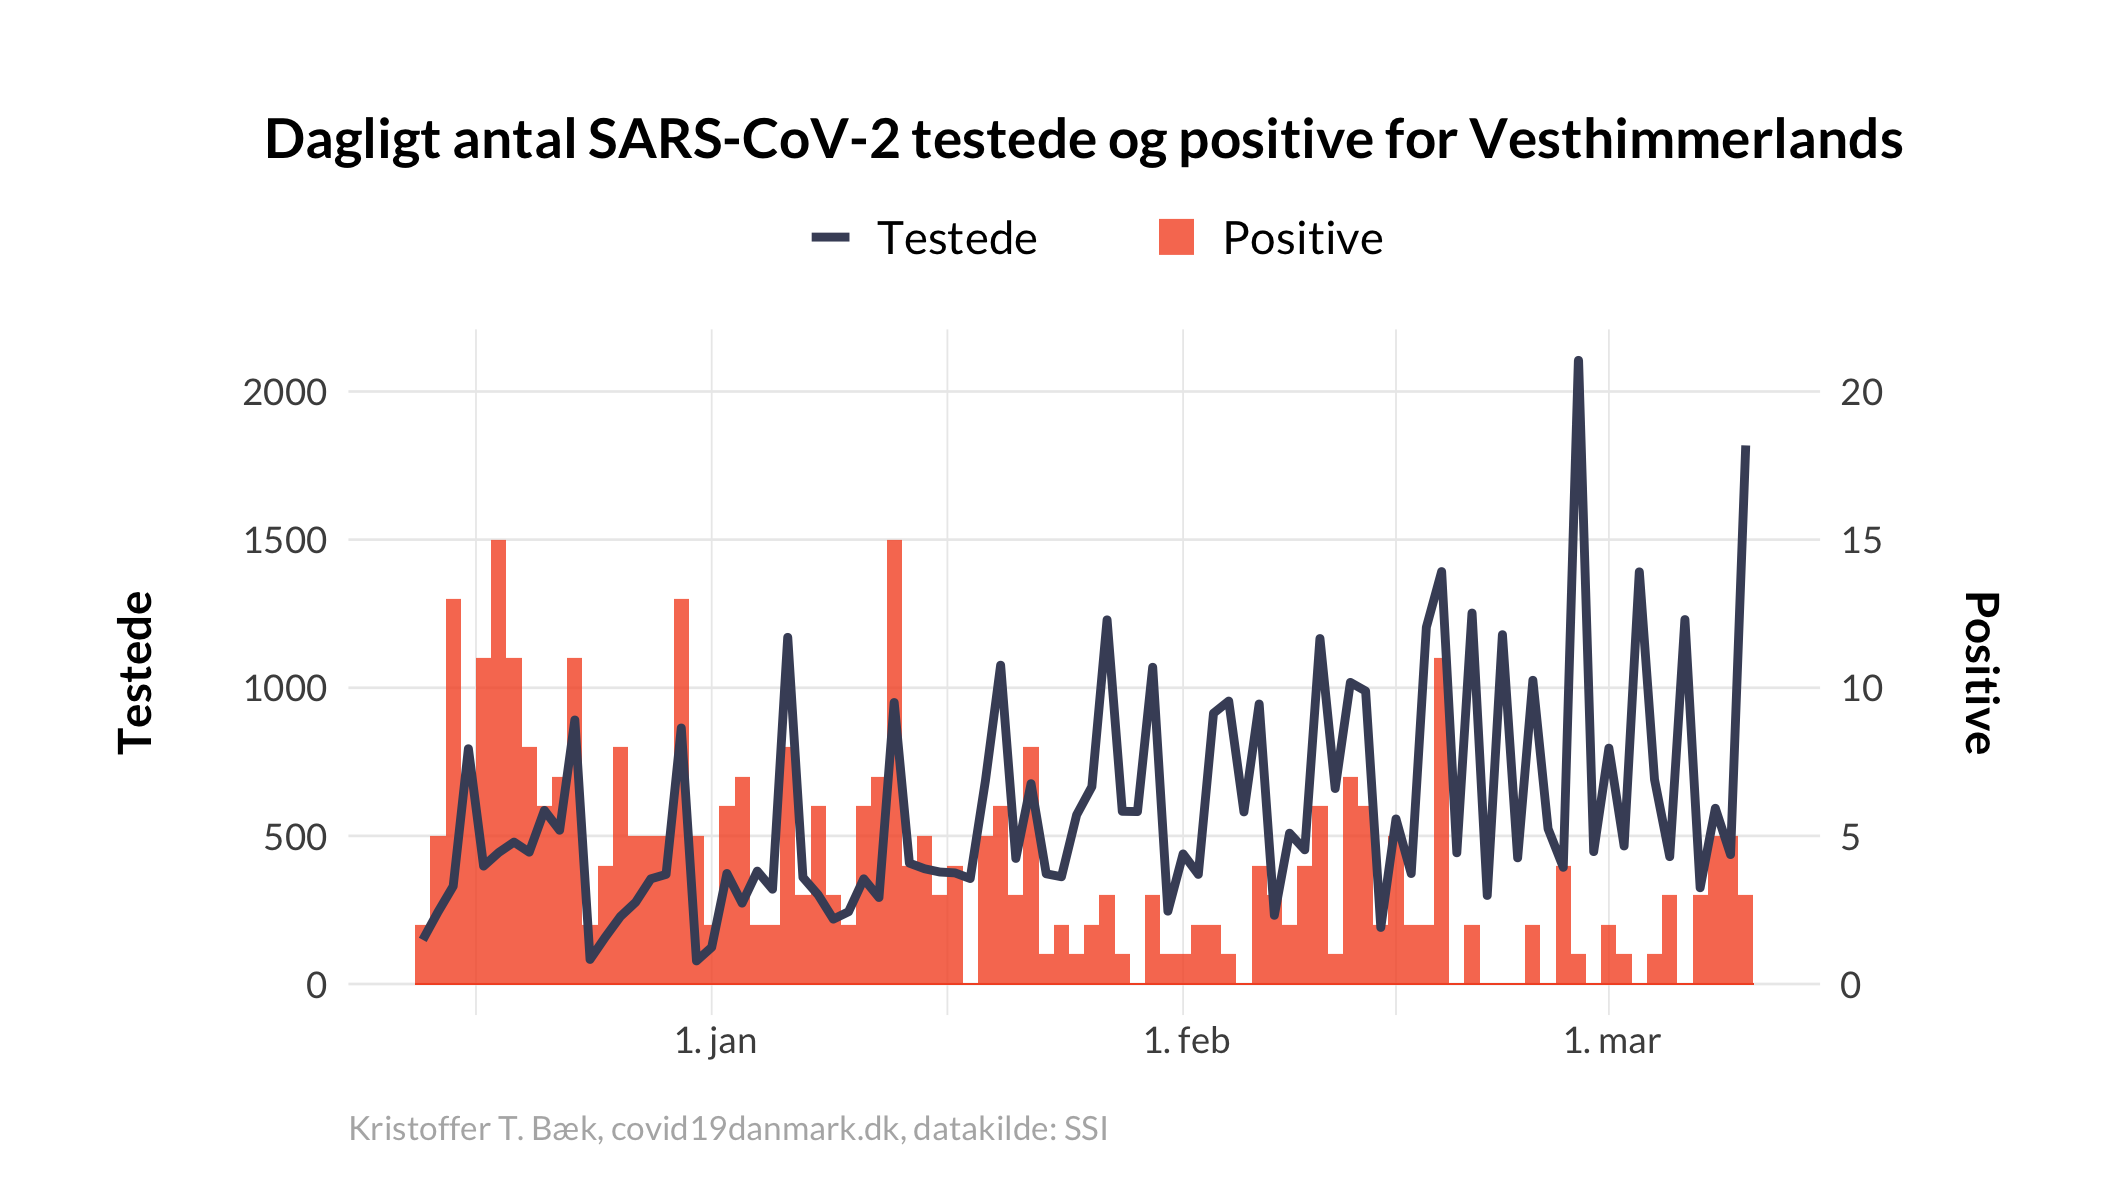 Dagligt antal SARS-CoV-2 testede og positive for Vesthimmerlands
Testede
Positive
2000
1500
1000
500
0
Testede
20
15
10
5
0
Positive
1. jan
1. feb
1. mar
Kristoffer T. Bæk, covid19danmark.dk, datakilde: SSI